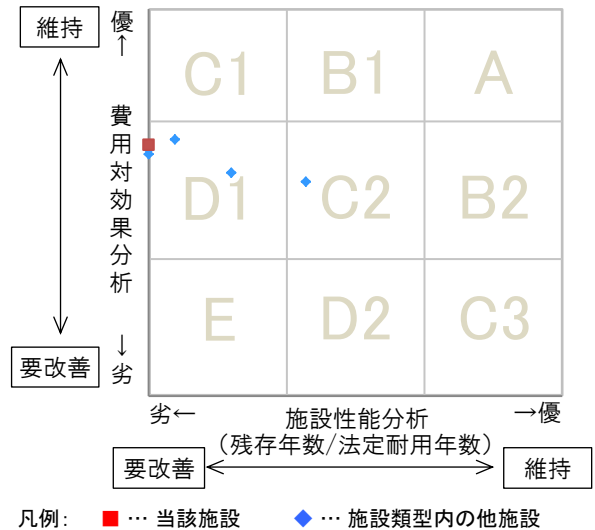 維持
優↑
C1 B1 A
費用対効果分析
D1 C2 B2
E D2 C3
要改善
↓劣
劣←
施設性能分析
→優
(残存年数/法定耐用年数)
要改善
維持
凡例: ■ … 当該施設 ◆ … 施設類型内の他施設